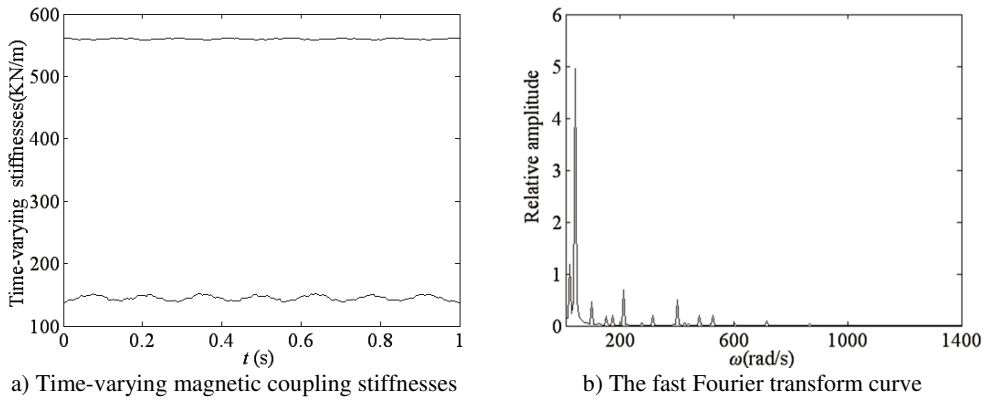 600
500
400
300
200
100
Time-varying stiffnesses(KN/m)
0 0.2 0.4 0.6 0.8 1
t (s)
a) Time-varying magnetic coupling stiffnesses
6
5
4
3
2
1
0
Relative amplitude
200 600 1000 1400
ω(rad/s)
b) The fast Fourier transform curve